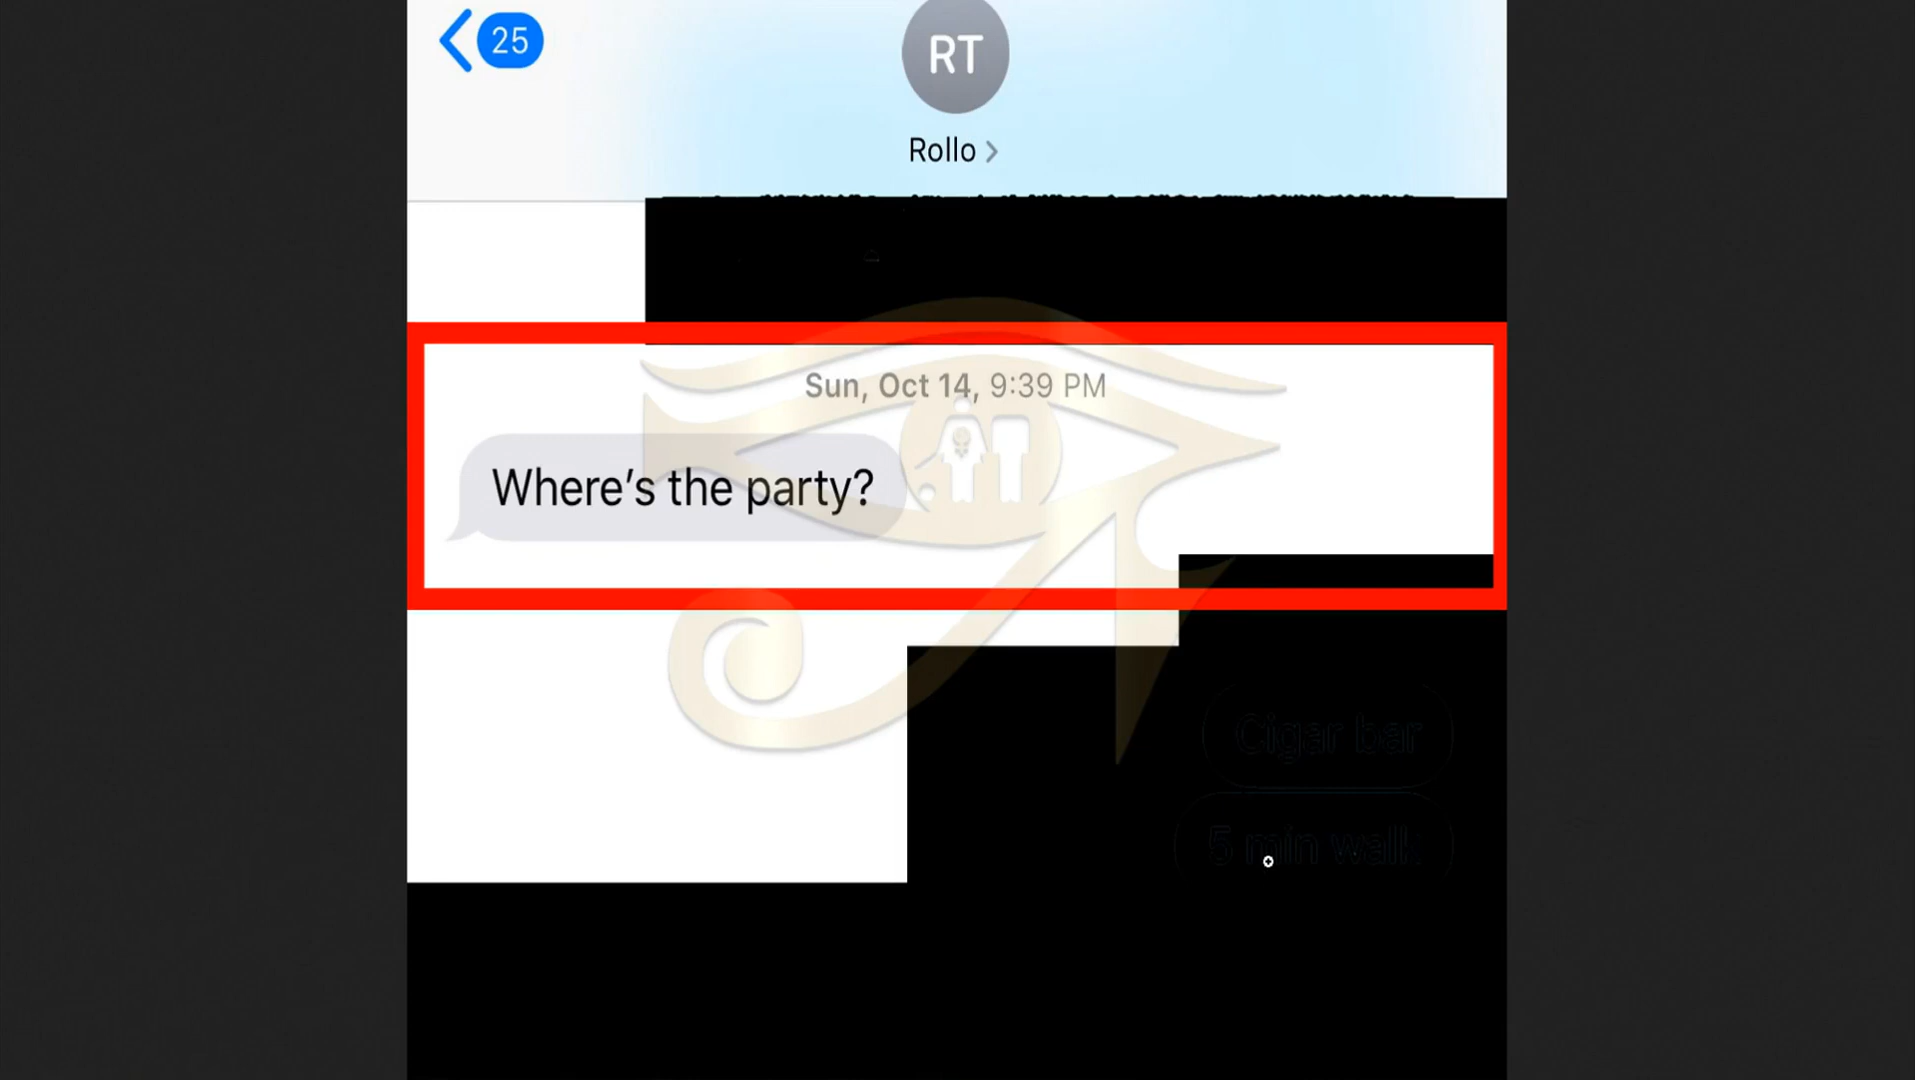 25
RT
Rollo
Sun, Oct 14, 9:39 PM
Where's the party?
Cigar bar
5 min walk